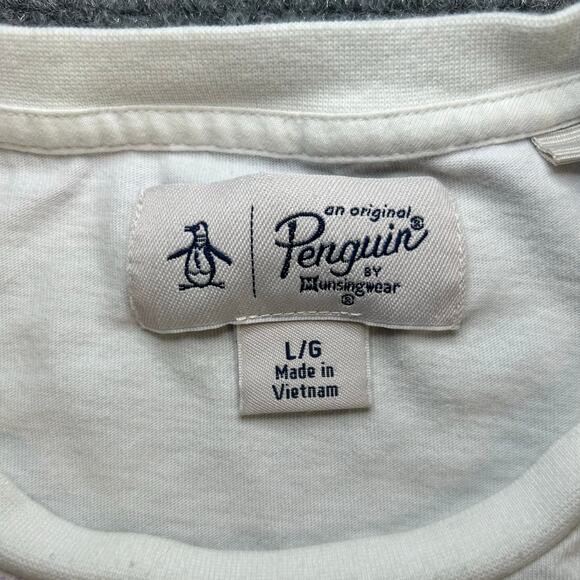 an original
Penguin®
BY
Munsingwear
®
L/G
Made in
Vietnam